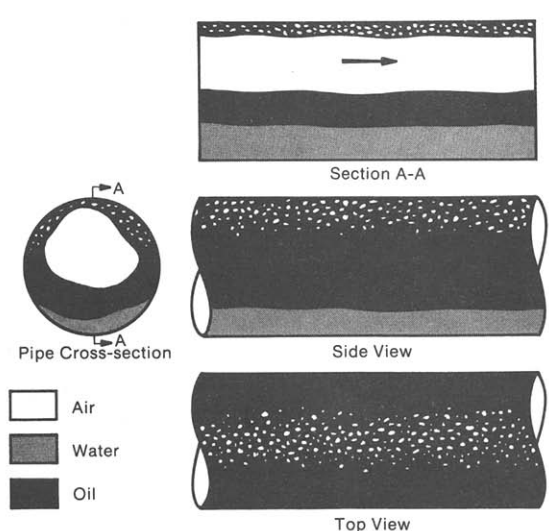 Section A-A
A
A
Pipe Cross-section
Side View
Air
Water
Oil
Top View